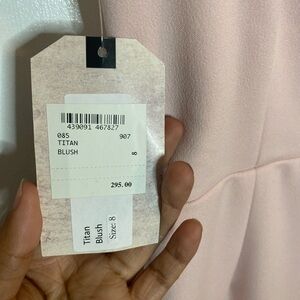 439091 467827
085 907
TITAN
BLUSH 8
295.00
Titan
Blush
Size: 8